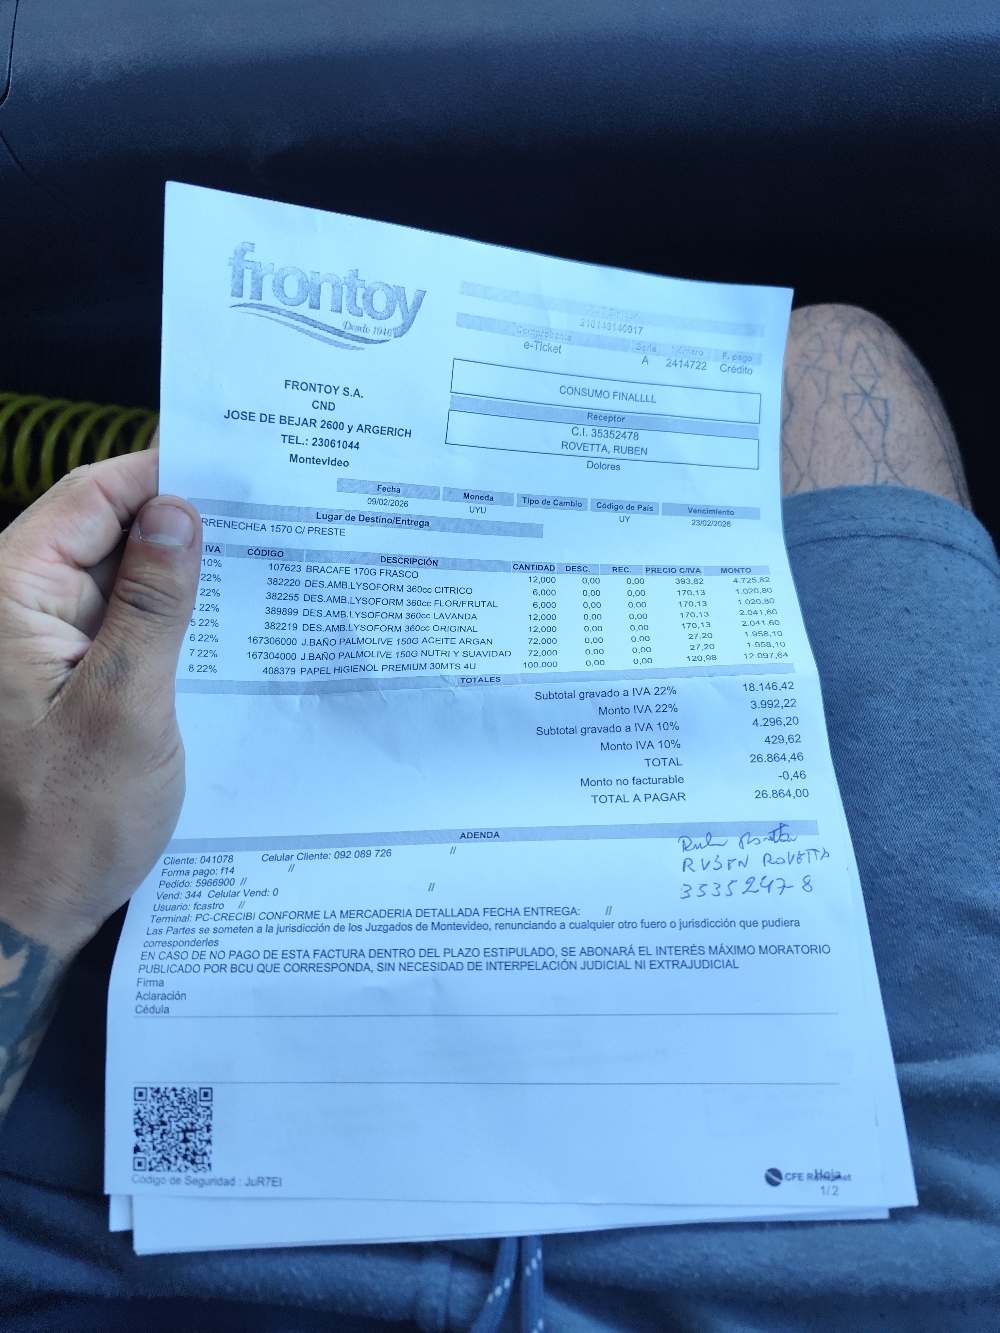 frontoy
Desde 1946
210143140017
Comprobante Serie Número F. pago
e-Ticket A 2414722 Crédito
FRONTOY S.A.
CND
JOSE DE BEJAR 2600 y ARGERICH
TEL.: 23061044
Montevideo
CONSUMO FINALLLL
Receptor
C.I. 35352478
ROVETTA, RUBEN
Dolores
Fecha Moneda Tipo de Cambio Código de País Vencimiento
09/02/2026 UYU UY 23/02/2026
Lugar de Destino/Entrega
RRENECHEA 1570 C/ PRESTE
IVA CÓDIGO DESCRIPCIÓN CANTIDAD DESC. REC. PRECIO C/IVA MONTO
10% 107623 BRACAFE 170G FRASCO 12,000 0,00 0,00 393,82 4.725,82
22% 382220 DES.AMB.LYSOFORM 360cc CITRICO 6,000 0,00 0,00 170,13 1.020,80
22% 382255 DES.AMB.LYSOFORM 360cc FLOR/FRUTAL 6,000 0,00 0,00 170,13 1.020,80
22% 389899 DES.AMB.LYSOFORM 360cc LAVANDA 12,000 0,00 0,00 170,13 2.041,60
5 22% 382219 DES.AMB.LYSOFORM 360cc ORIGINAL 12,000 0,00 0,00 170,13 2.041,60
6 22% 167306000 J.BAÑO PALMOLIVE 150G ACEITE ARGAN 72,000 0,00 0,00 27,20 1.958,10
7 22% 167304000 J.BAÑO PALMOLIVE 150G NUTRI Y SUAVIDAD 72,000 0,00 0,00 27,20 1.958,10
8 22% 408379 PAPEL HIGIENOL PREMIUM 30MTS 4U 100,000 0,00 0,00 120,98 12.097,64
TOTALES
Subtotal gravado a IVA 22% 18.146,42
Monto IVA 22% 3.992,22
Subtotal gravado a IVA 10% 4.296,20
Monto IVA 10% 429,62
TOTAL 26.864,46
Monto no facturable -0,46
TOTAL A PAGAR 26.864,00
ADENDA
Cliente: 041078 Celular Cliente: 092 089 726 //
Forma pago: f14 //
Pedido: 5966900 //
Vend: 344 Celular Vend: 0 //
Usuario: fcastro //
Terminal: PC-CRECIBI CONFORME LA MERCADERIA DETALLADA FECHA ENTREGA: //
Las Partes se someten a la jurisdicción de los Juzgados de Montevideo, renunciando a cualquier otro fuero o jurisdicción que pudiera
corresponderles
EN CASO DE NO PAGO DE ESTA FACTURA DENTRO DEL PLAZO ESTIPULADO, SE ABONARÁ EL INTERÉS MÁXIMO MORATORIO
PUBLICADO POR BCU QUE CORRESPONDA, SIN NECESIDAD DE INTERPELACIÓN JUDICIAL NI EXTRAJUDICIAL
Firma
Aclaración
Cédula
RUBEN ROVETTA
35352478
Código de Seguridad : JuR7EI
CFE
Hoja
1/2